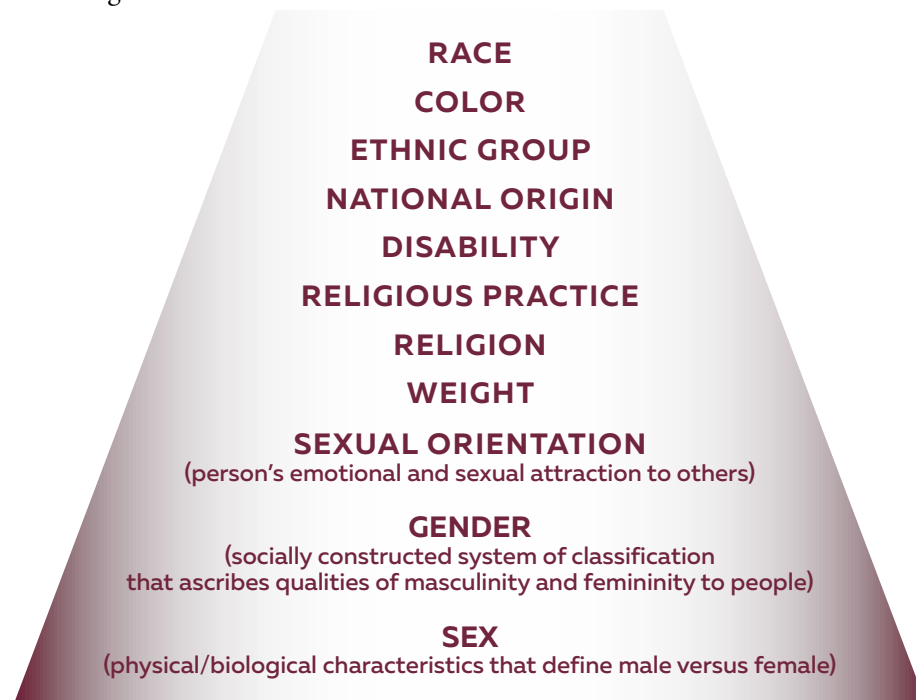 RACE
COLOR
ETHNIC GROUP
NATIONAL ORIGIN
DISABILITY
RELIGIOUS PRACTICE
RELIGION
WEIGHT
SEXUAL ORIENTATION
(person’s emotional and sexual attraction to others)
GENDER
(socially constructed system of classification
that ascribes qualities of masculinity and femininity to people)
SEX
(physical/biological characteristics that define male versus female)